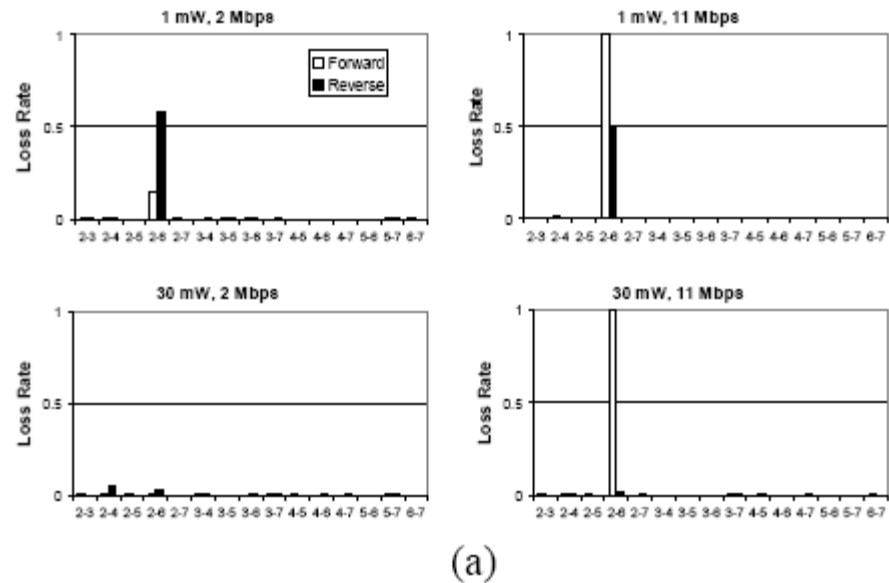 1 mW, 2 Mbps
Loss Rate
1
0.5
0
Forward
Reverse
2-3 2-4 2-5 2-6 2-7 3-4 3-5 3-6 3-7 4-5 4-6 4-7 5-6 5-7 6-7
1 mW, 11 Mbps
Loss Rate
1
0.5
0
2-3 2-4 2-5 2-6 2-7 3-4 3-5 3-6 3-7 4-5 4-6 4-7 5-6 5-7 6-7
30 mW, 2 Mbps
Loss Rate
1
0.5
0
2-3 2-4 2-5 2-6 2-7 3-4 3-5 3-6 3-7 4-5 4-6 4-7 5-6 5-7 6-7
30 mW, 11 Mbps
Loss Rate
1
0.5
0
2-3 2-4 2-5 2-6 2-7 3-4 3-5 3-6 3-7 4-5 4-6 4-7 5-6 5-7 6-7
(a)